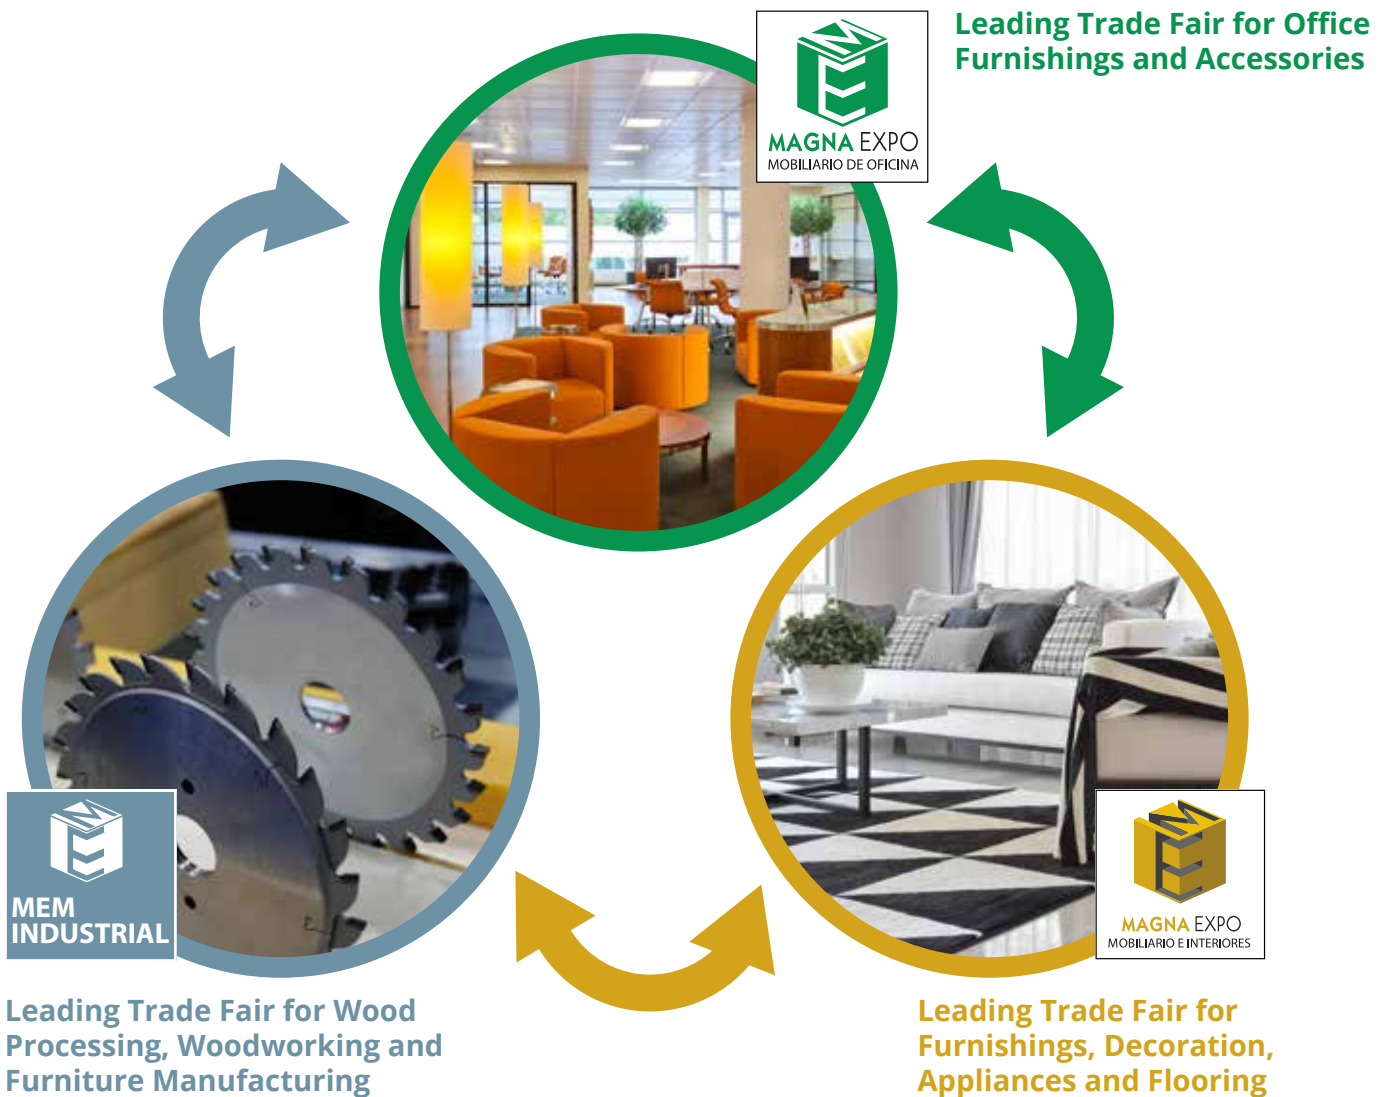 Leading Trade Fair for Office
Furnishings and Accessories
MAGNA EXPO
MOBILIARIO DE OFICINA
MEM
INDUSTRIAL
Leading Trade Fair for Wood
Processing, Woodworking and
Furniture Manufacturing
MAGNA EXPO
MOBILIARIO E INTERIORES
Leading Trade Fair for
Furnishings, Decoration,
Appliances and Flooring